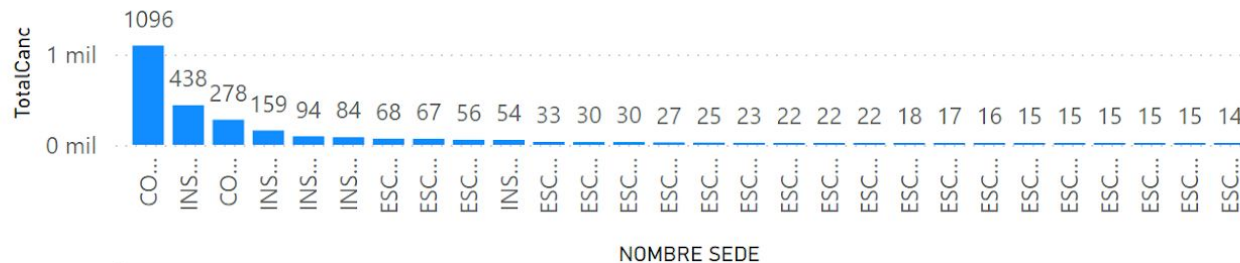 1096
438 278 159 94 84 68 67 56 54 33 30 30 27 25 23 22 22 22 18 17 16 15 15 15 15 15 14
TotalCanc
1 mil
0 mil
CO... INS... CO... INS... INS... INS... ESC... ESC... ESC... INS... ESC... ESC... ESC... ESC... ESC... ESC... ESC... ESC... ESC... ESC... ESC... ESC... ESC... ESC... ESC... ESC... ESC... ESC...
NOMBRE SEDE